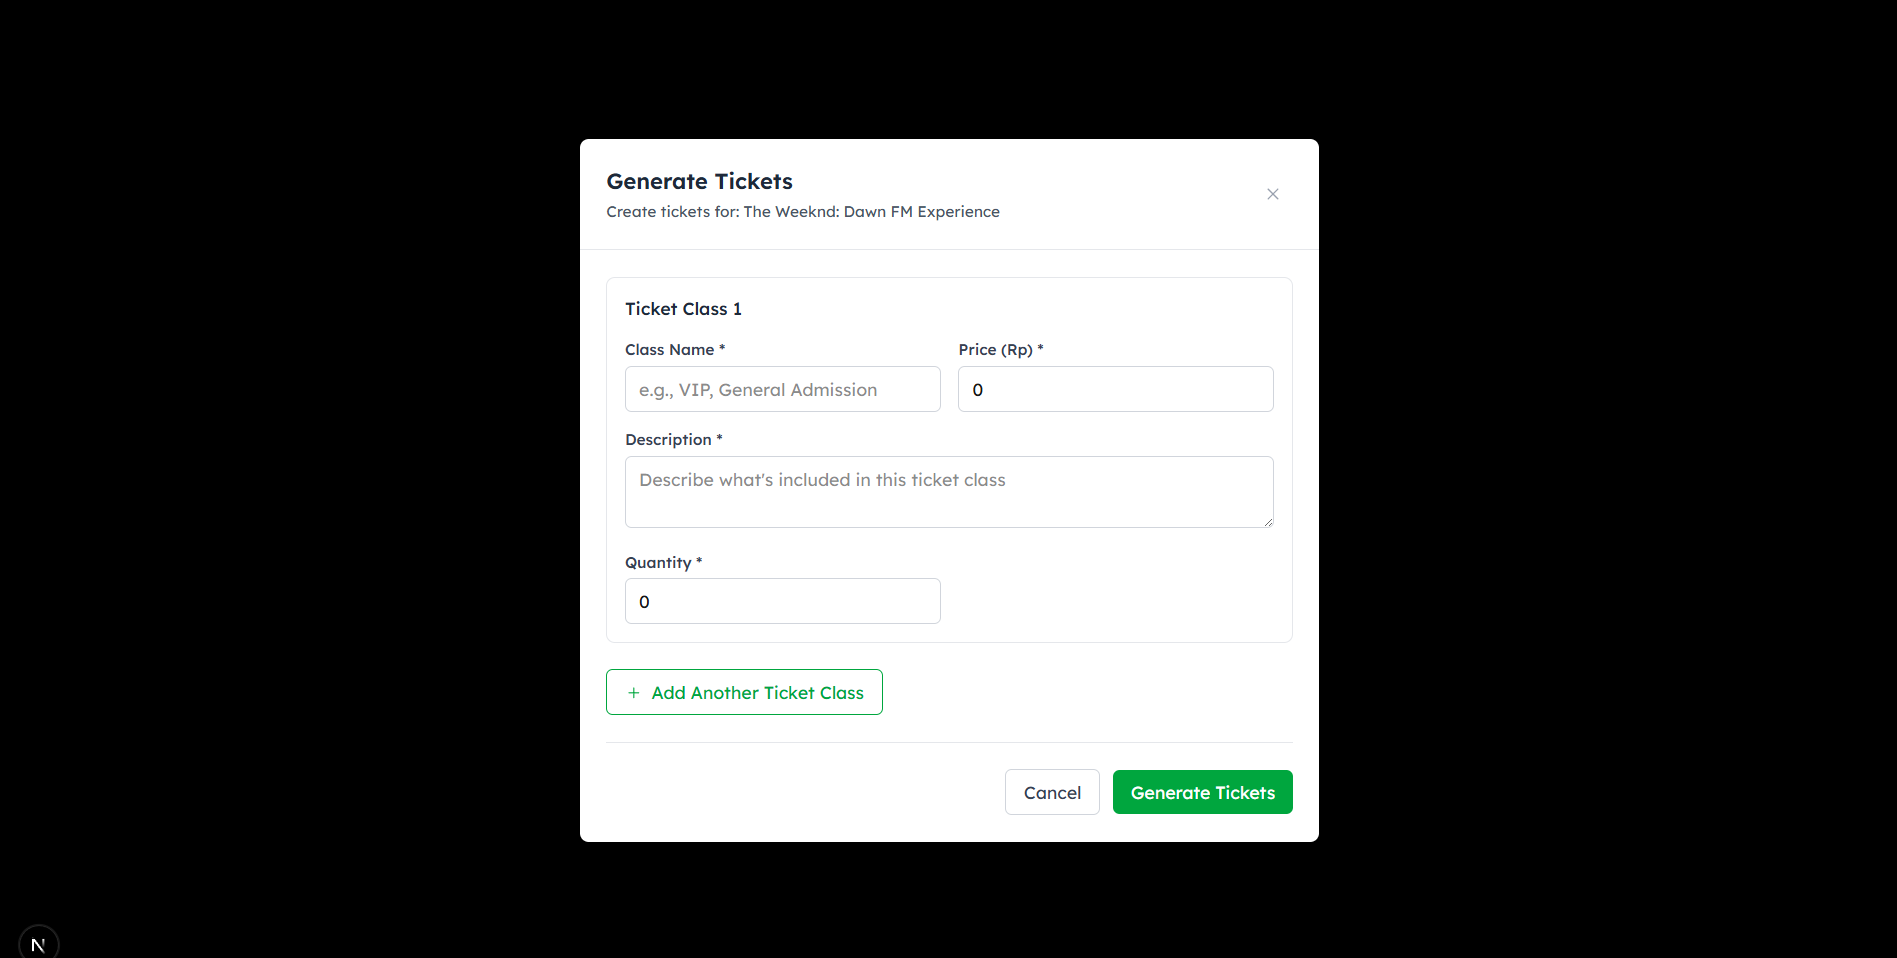 Generate Tickets
Create tickets for: The Weeknd: Dawn FM Experience
Ticket Class 1
Class Name *
Price (Rp) *
e.g., VIP, General Admission
0
Description *
Describe what's included in this ticket class
Quantity *
0
+ Add Another Ticket Class
Cancel
Generate Tickets
N